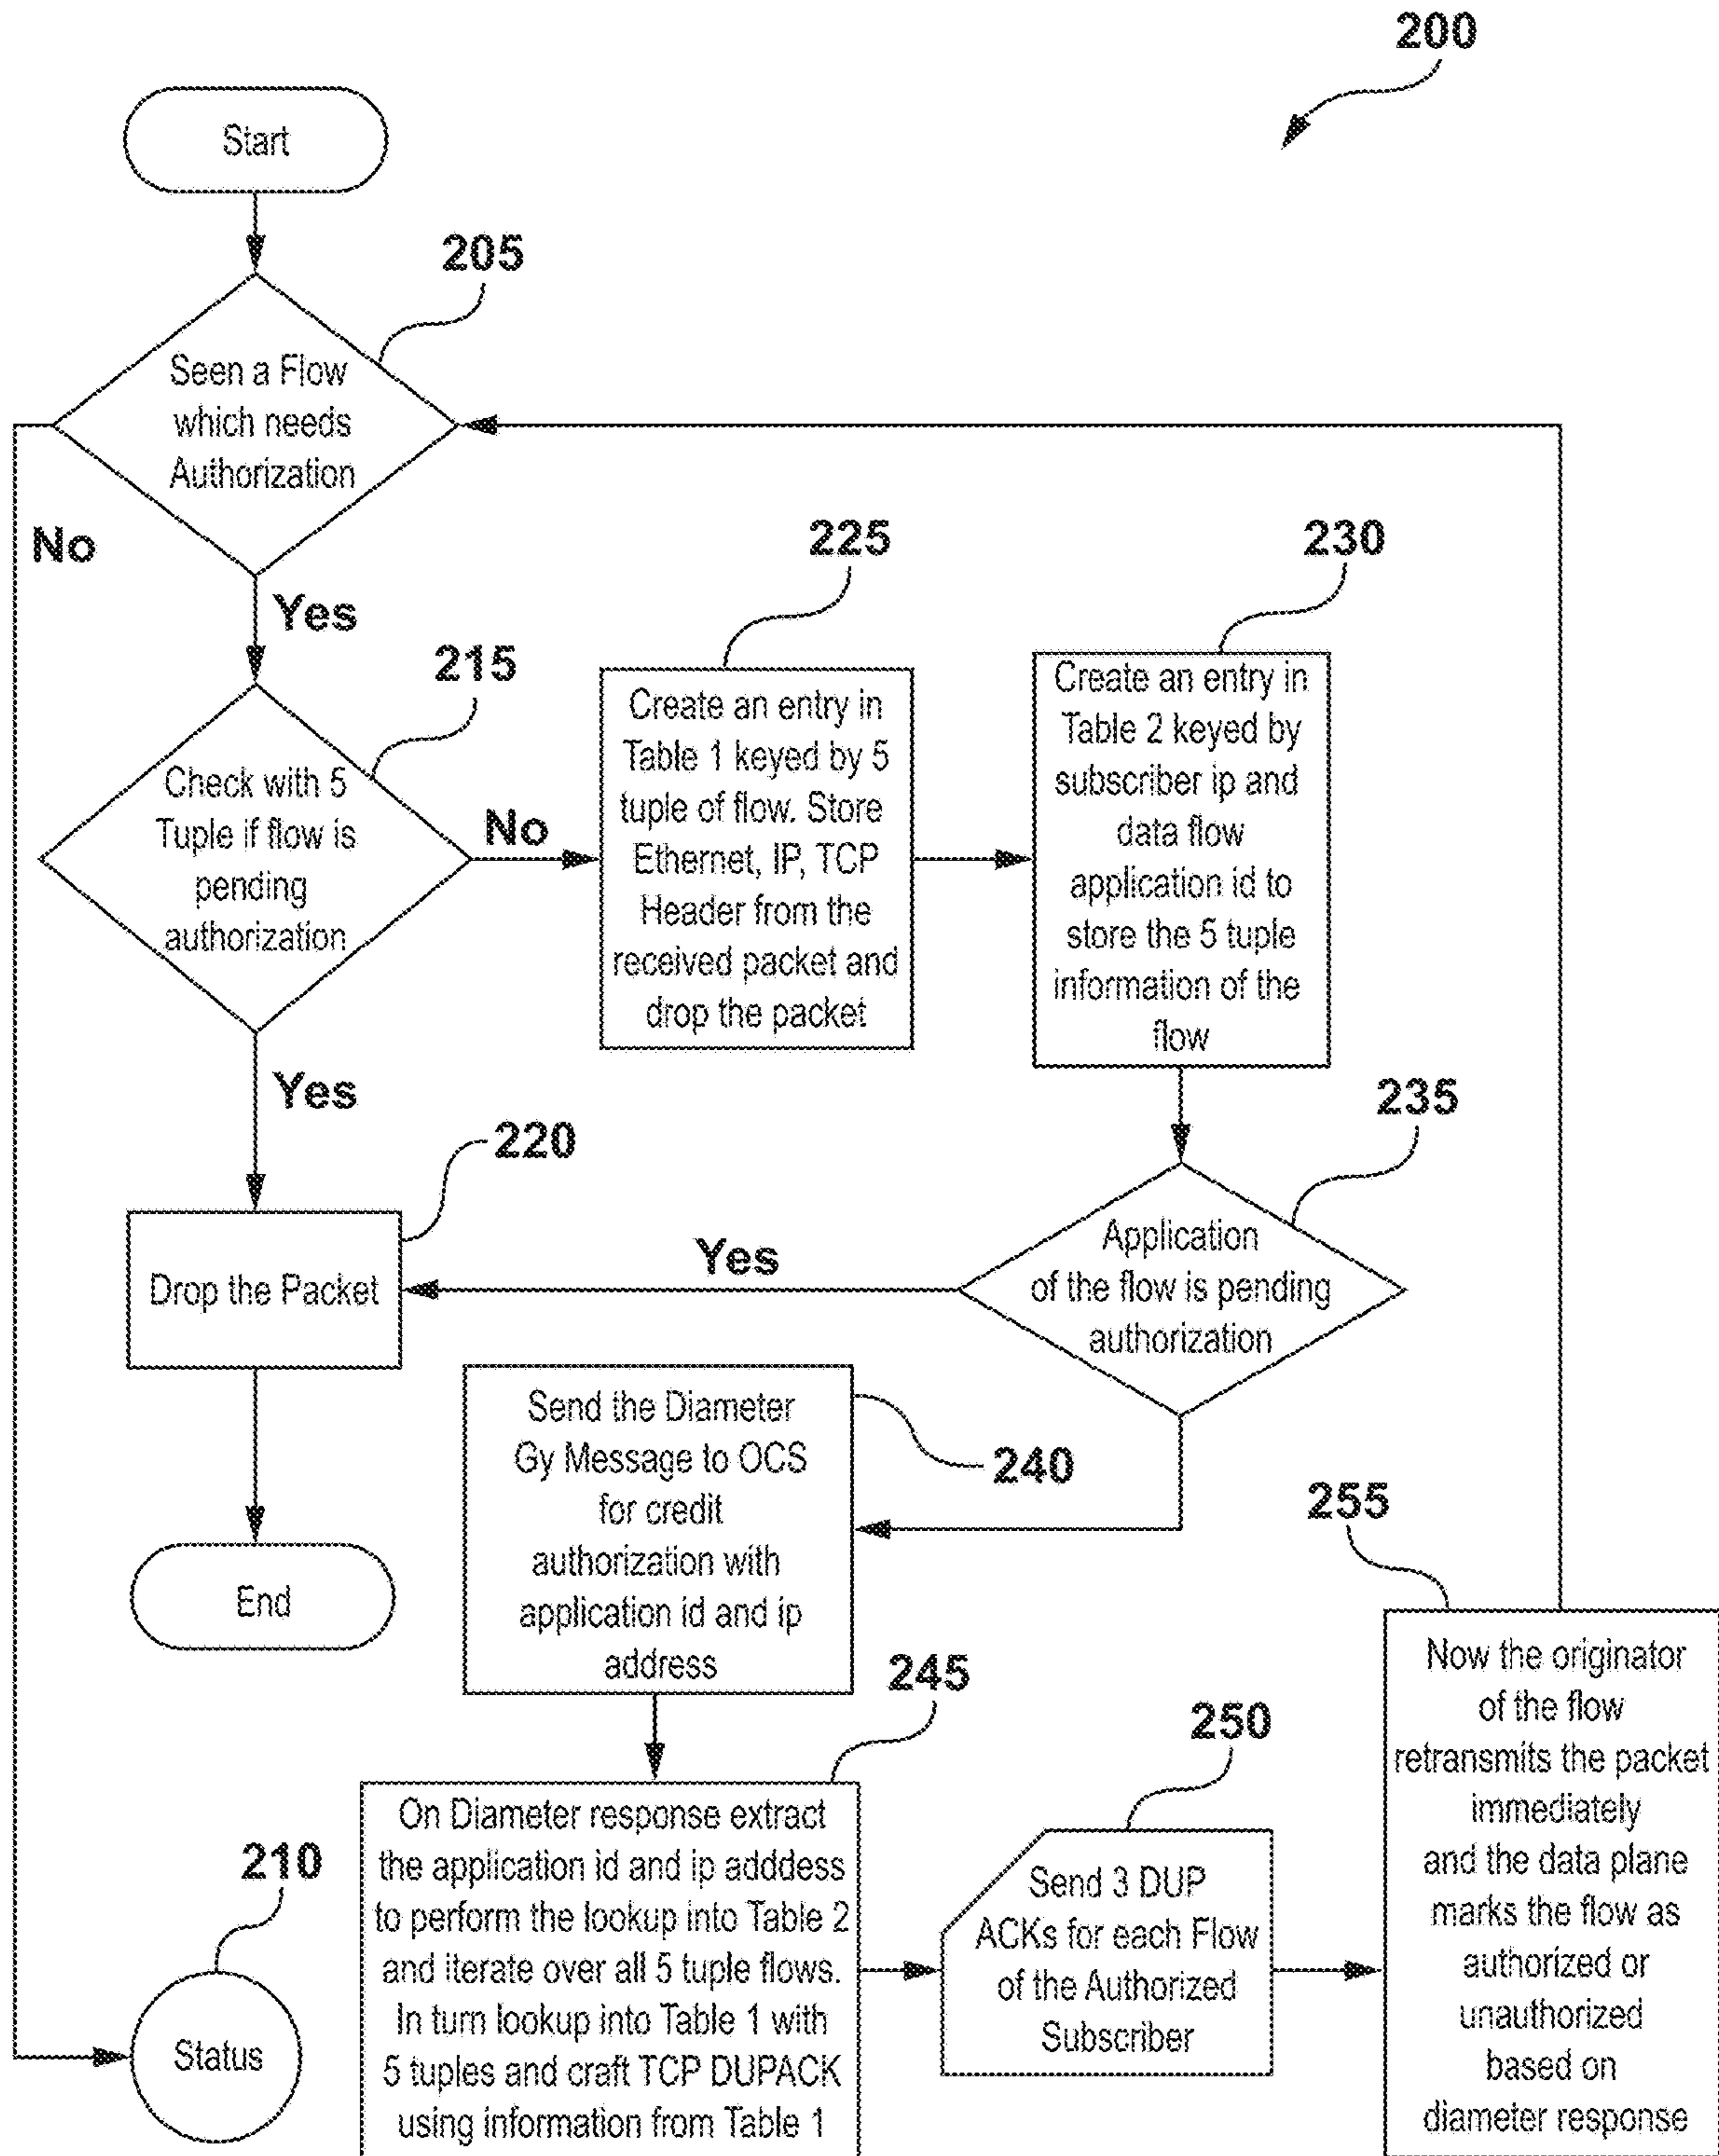 200
Start
205
Seen a Flow
which needs
Authorization
No
Yes
215
Check with 5
Tuple if flow is
pending
authorization
No
Yes
225
Create an entry in
Table 1 keyed by 5
tuple of flow. Store
Ethernet, IP, TCP
Header from the
received packet and
drop the packet
230
Create an entry in
Table 2 keyed by
subscriber ip and
data flow
application id to
store the 5 tuple
information of the
flow
235
Application
of the flow is pending
authorization
Yes
220
Drop the Packet
End
240
Send the Diameter
Gy Message to OCS
for credit
authorization with
application id and ip
address
245
On Diameter response extract
the application id and ip adddess
to perform the lookup into Table 2
and iterate over all 5 tuple flows.
In turn lookup into Table 1 with
5 tuples and craft TCP DUPACK
using information from Table 1
250
Send 3 DUP
ACKs for each Flow
of the Authorized
Subscriber
255
Now the originator
of the flow
retransmits the packet
immediately
and the data plane
marks the flow as
authorized or
unauthorized
based on
diameter response
210
Status